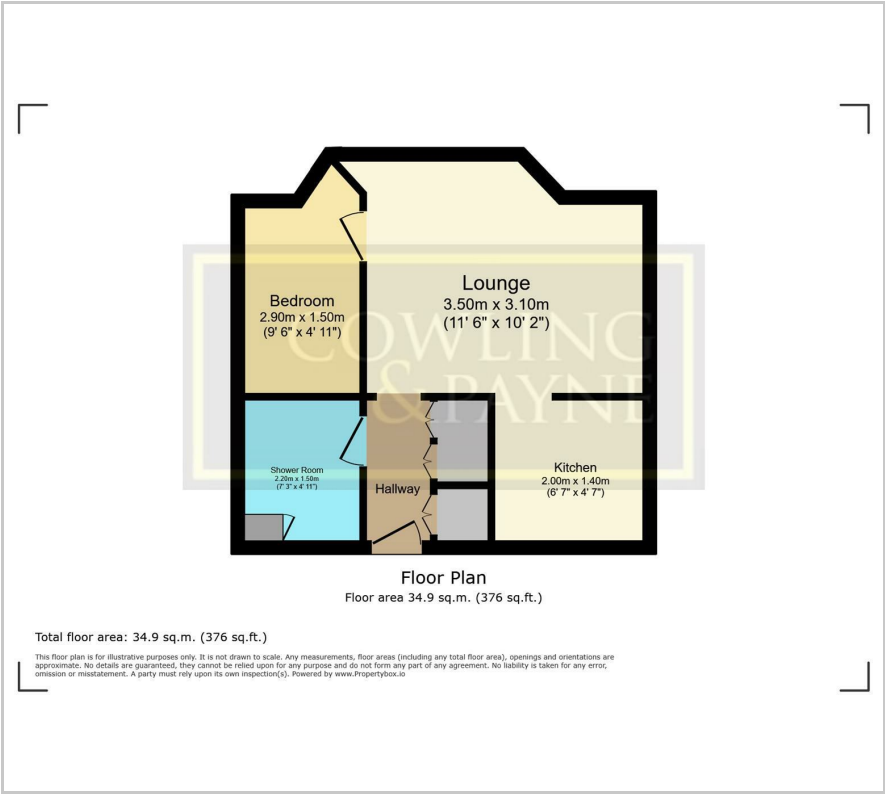 Lounge
3.50m x 3.10m
(11' 6" x 10' 2")
Bedroom
2.90m x 1.50m
(9' 6" x 4' 11")
COWLING
& PAYNE
Shower Room
2.20m x 1.50m
(7' 3" x 4' 11")
Hallway
Kitchen
2.00m x 1.40m
(6' 7" x 4' 7")
Floor Plan
Floor area 34.9 sq.m. (376 sq.ft.)
Total floor area: 34.9 sq.m. (376 sq.ft.)
This floor plan is for illustrative purposes only. It is not drawn to scale. Any measurements, floor areas (including any total floor area), openings and orientations are
approximate. No details are guaranteed, they cannot be relied upon for any purpose and do not form any part of any agreement. No liability is taken for any error,
omission or misstatement. A party must rely upon its own inspection(s). Powered by www.Propertybox.io